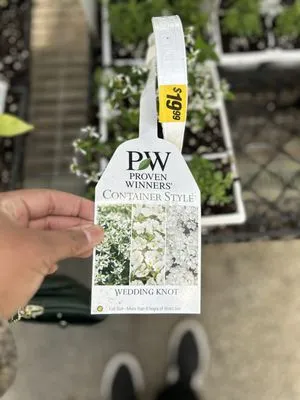 $19.99
PW
PROVEN
WINNERS®
CONTAINER STYLE
WEDDING KNOT